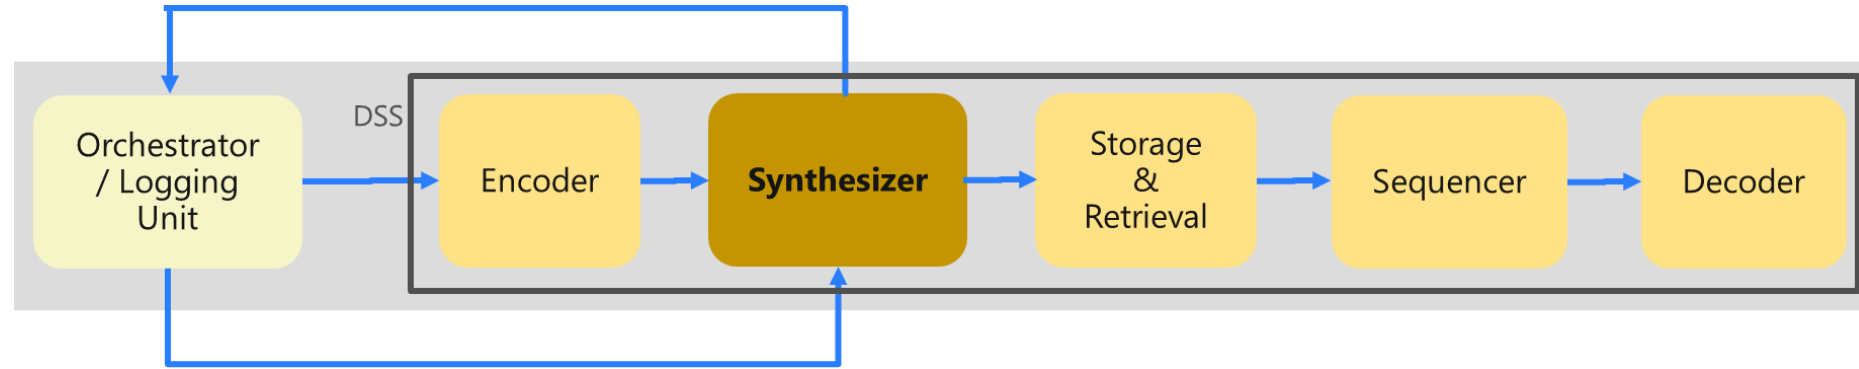 Orchestrator
/ Logging
Unit
DSS
Encoder
Synthesizer
Storage
&
Retrieval
Sequencer
Decoder